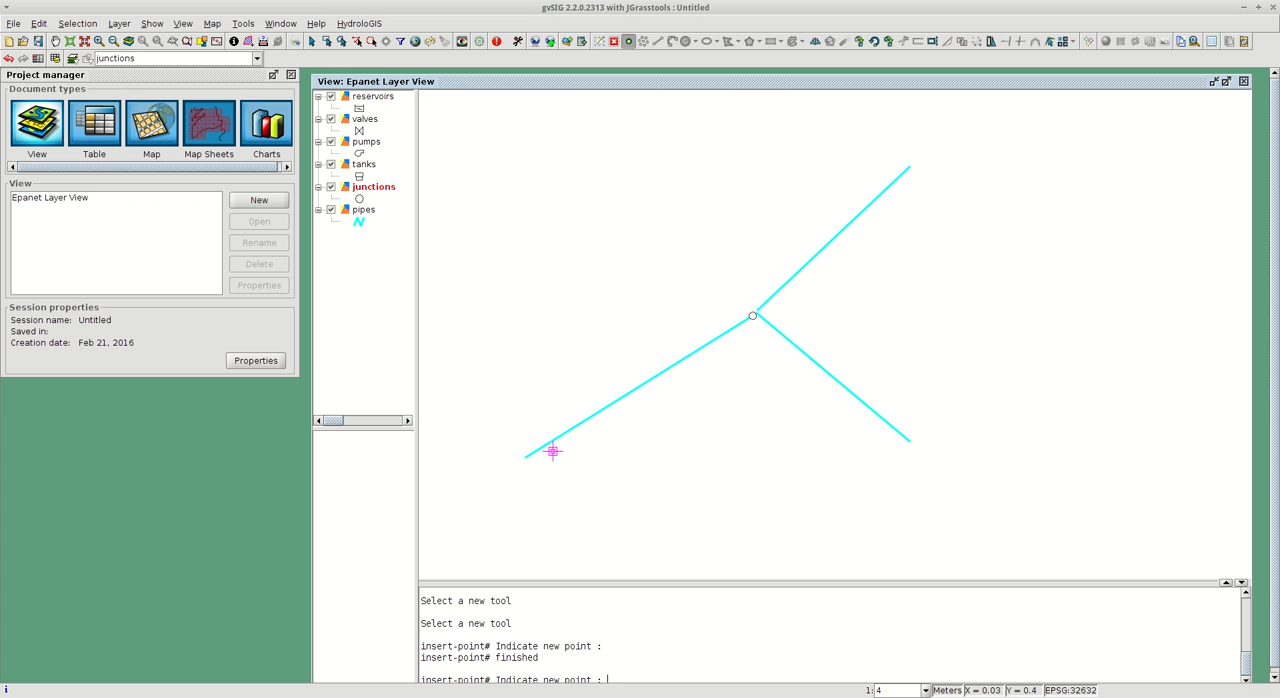 gvSIG 2.2.0.2313 with JGrasstools : Untitled
File Edit Selection Layer Show View Map Tools Window Help HydroloGIS
junctions
Project manager
Document types
View Table Map Map Sheets Charts
View
Epanet Layer View
New
Open
Rename
Delete
Properties
Session properties
Session name: Untitled
Saved in:
Creation date: Feb 21, 2016
Properties
View: Epanet Layer View
reservoirs
valves
pumps
tanks
junctions
pipes
Select a new tool
Select a new tool
insert-point# Indicate new point :
insert-point# finished
insert-point# Indicate new point :
1: 4 Meters X = 0.03 Y = 0.4 EPSG:32632